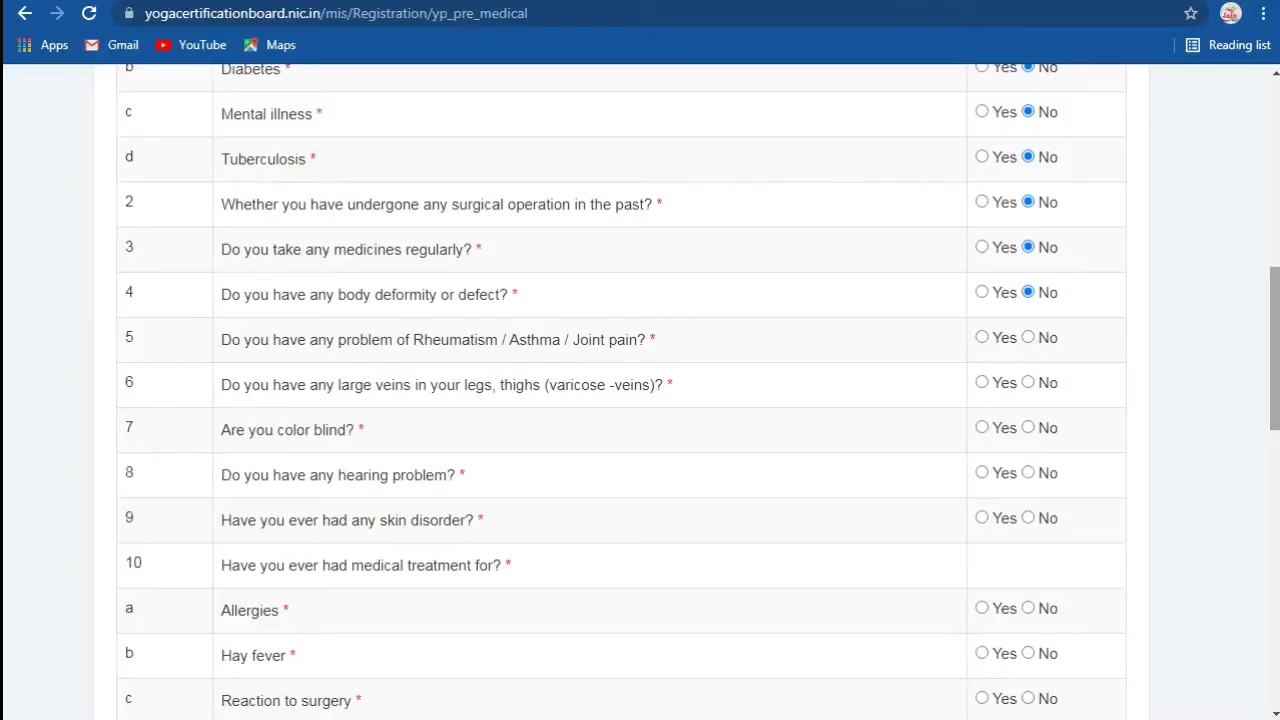 yogacertificationboard.nic.in/mis/Registration/yp_pre_medical
Apps Gmail YouTube Maps Reading list
b Diabetes * Yes No
c Mental illness * Yes No
d Tuberculosis * Yes No
2 Whether you have undergone any surgical operation in the past? * Yes No
3 Do you take any medicines regularly? * Yes No
4 Do you have any body deformity or defect? * Yes No
5 Do you have any problem of Rheumatism / Asthma / Joint pain? * Yes No
6 Do you have any large veins in your legs, thighs (varicose -veins)? * Yes No
7 Are you color blind? * Yes No
8 Do you have any hearing problem? * Yes No
9 Have you ever had any skin disorder? * Yes No
10 Have you ever had medical treatment for? *
a Allergies * Yes No
b Hay fever * Yes No
c Reaction to surgery * Yes No